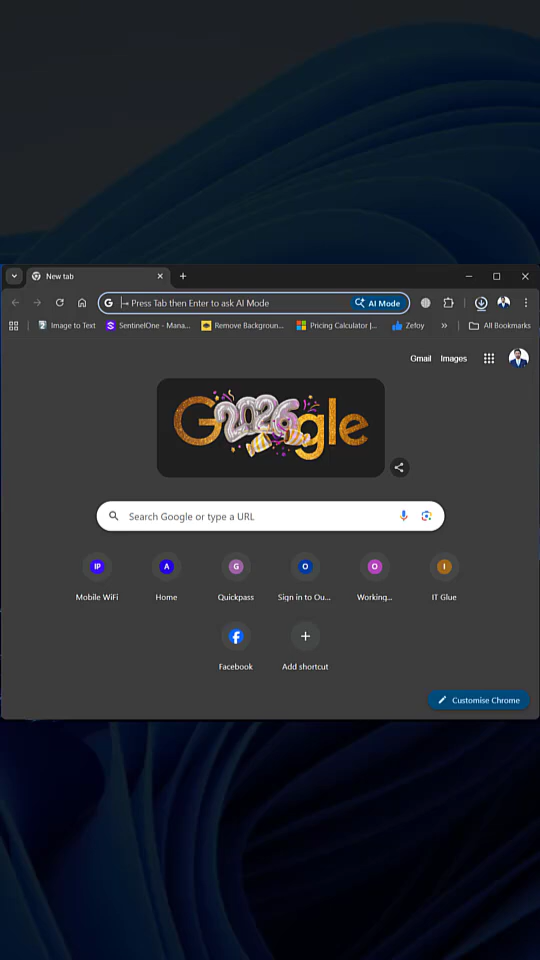 New tab
Press Tab then Enter to ask AI Mode
AI Mode
Image to Text
SentinelOne - Mana...
Remove Backgroun...
Pricing Calculator |...
Zefoy
»
All Bookmarks
Gmail
Images
G2026gle
Search Google or type a URL
IP
A
G
O
O
I
Mobile WiFi
Home
Quickpass
Sign in to Ou...
Working...
IT Glue
Facebook
Add shortcut
Customise Chrome